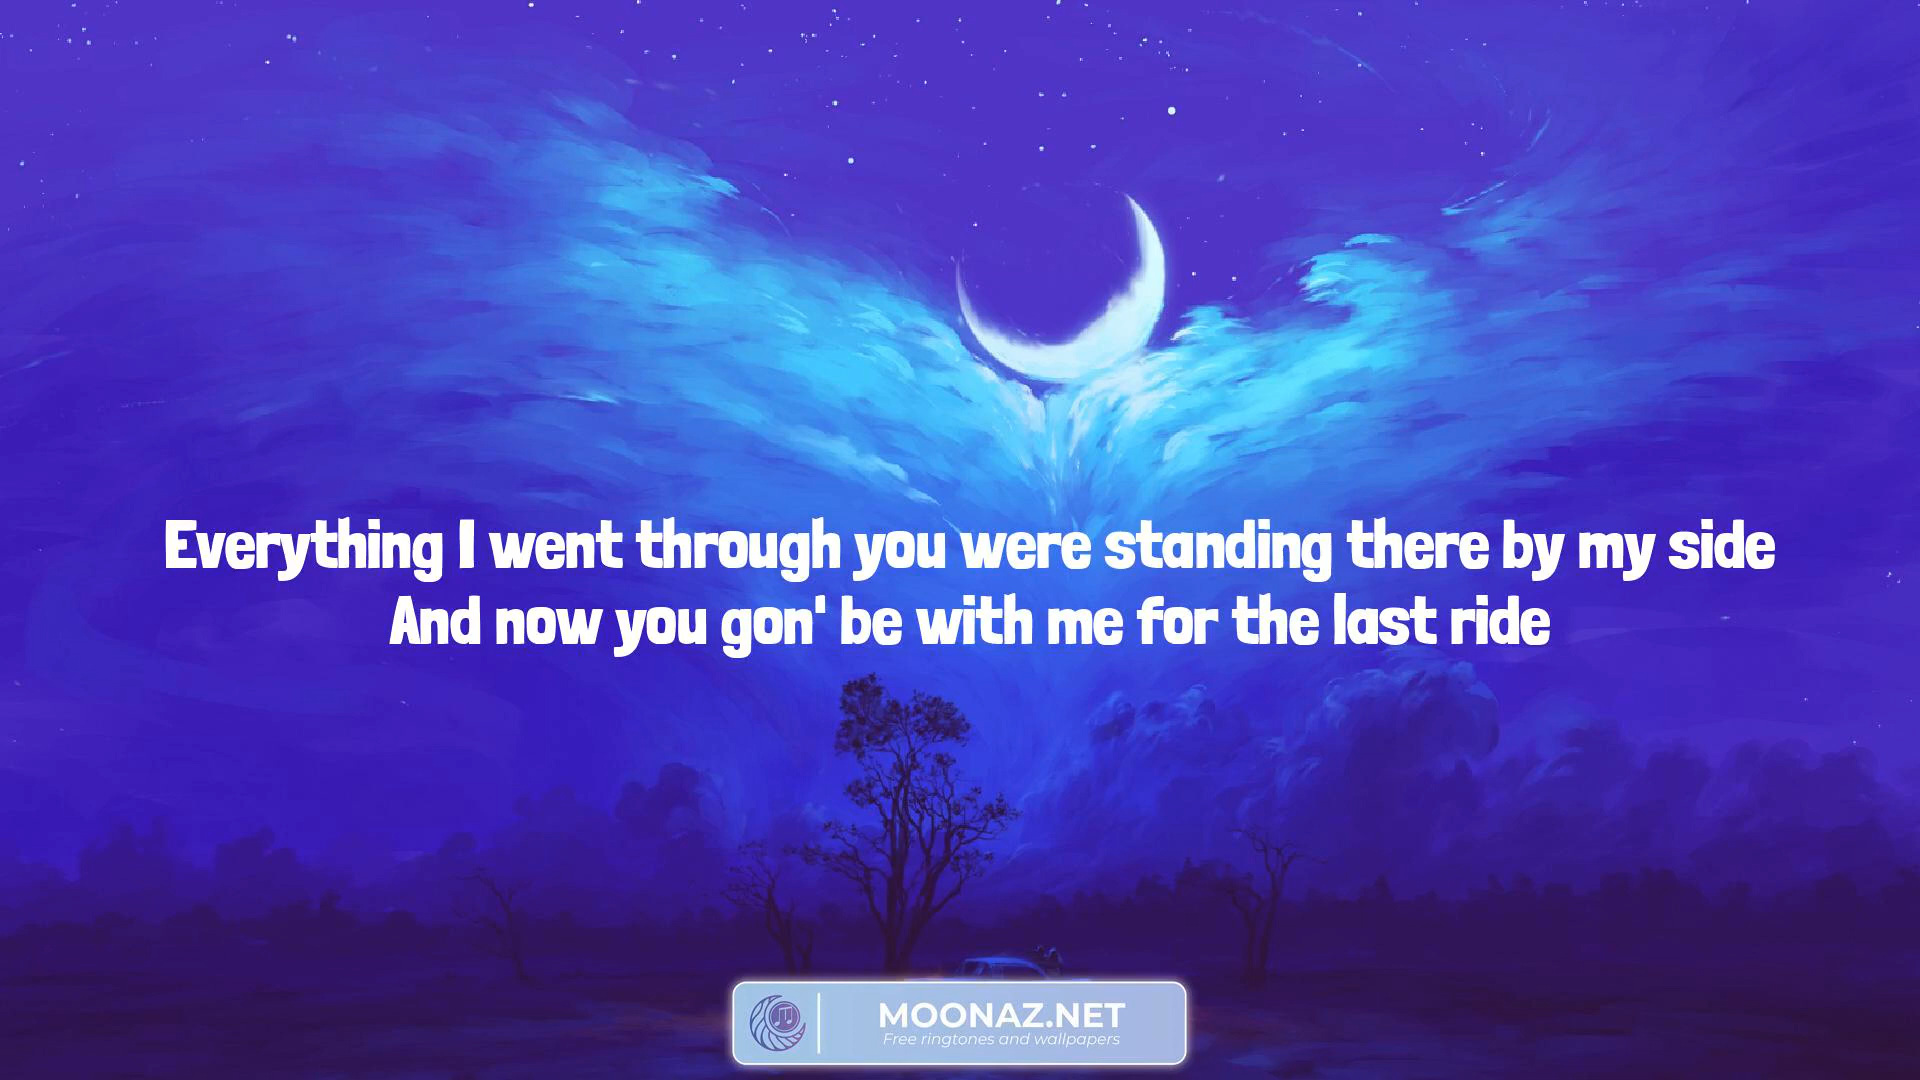 Everything I went through you were standing there by my side
And now you gon' be with me for the last ride
MOONAZ.NET
Free ringtones and wallpapers